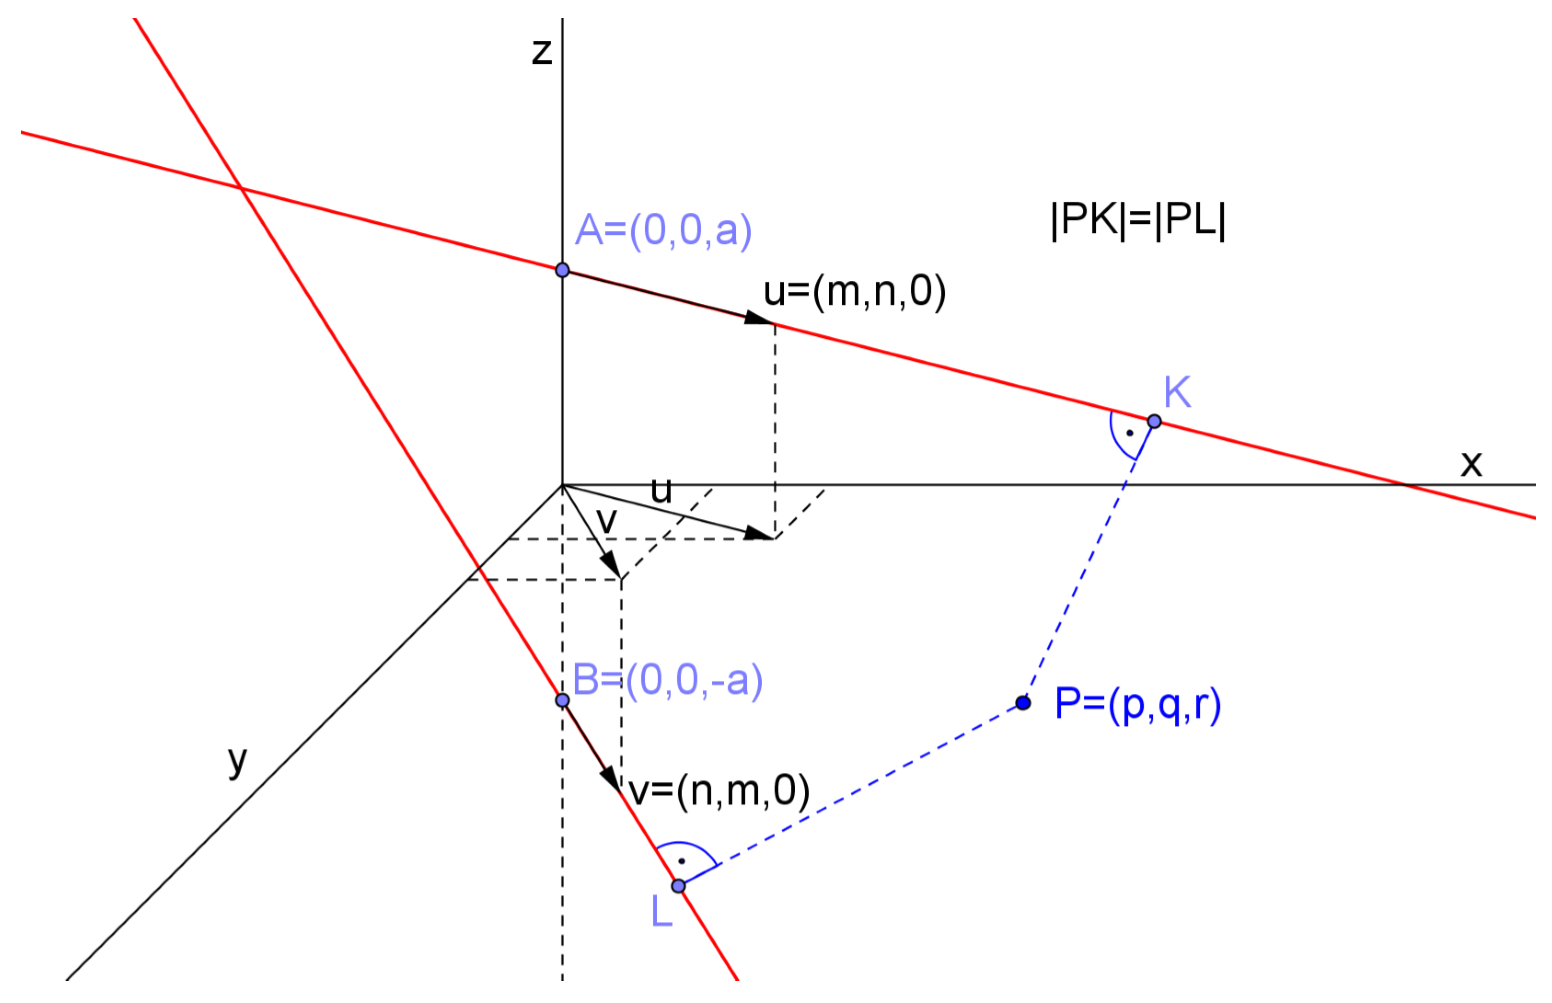 z
A=(0,0,a)
|PK|=|PL|
u=(m,n,0)
K
x
u
v
B=(0,0,-a)
P=(p,q,r)
y
v=(n,m,0)
L